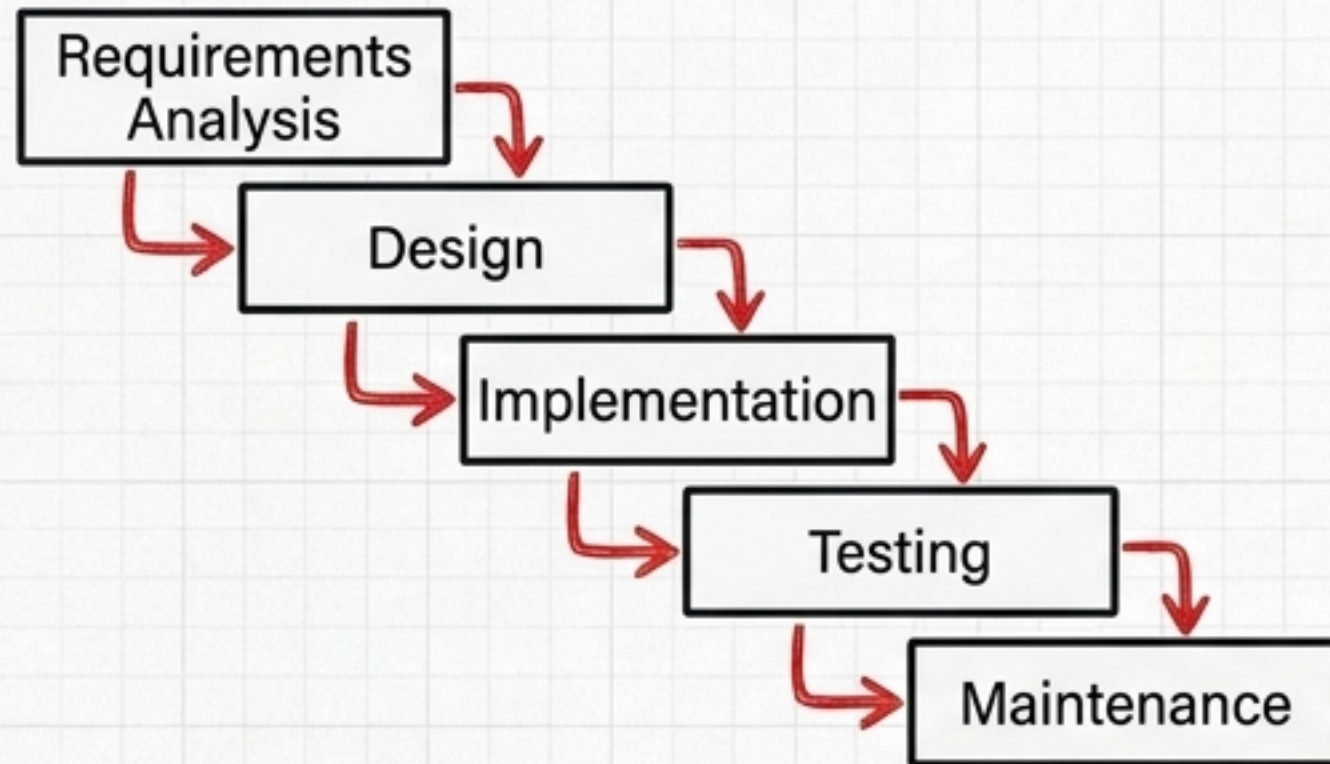 Requirements
Analysis
Design
Implementation
Testing
Maintenance